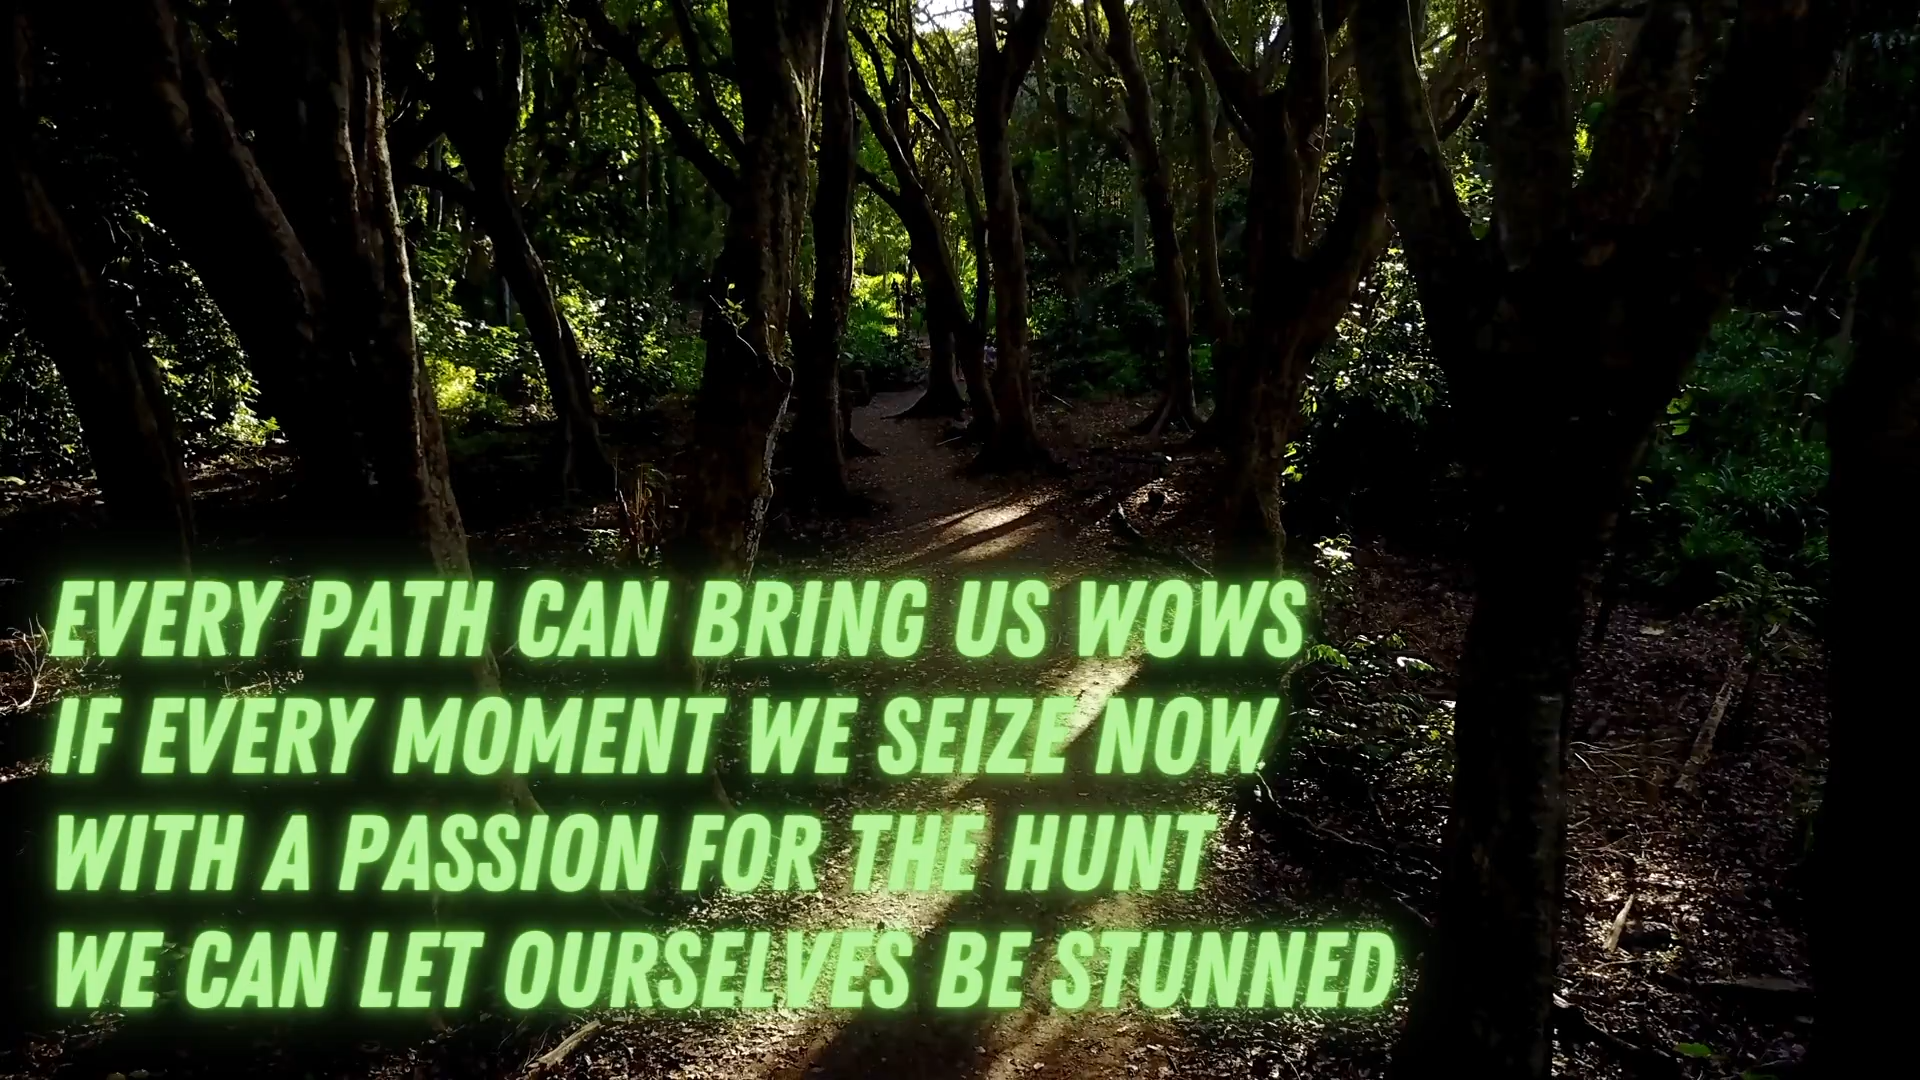 EVERY PATH CAN BRING US WOWS
IF EVERY MOMENT WE SEIZE NOW
WITH A PASSION FOR THE HUNT
WE CAN LET OURSELVES BE STUNNED